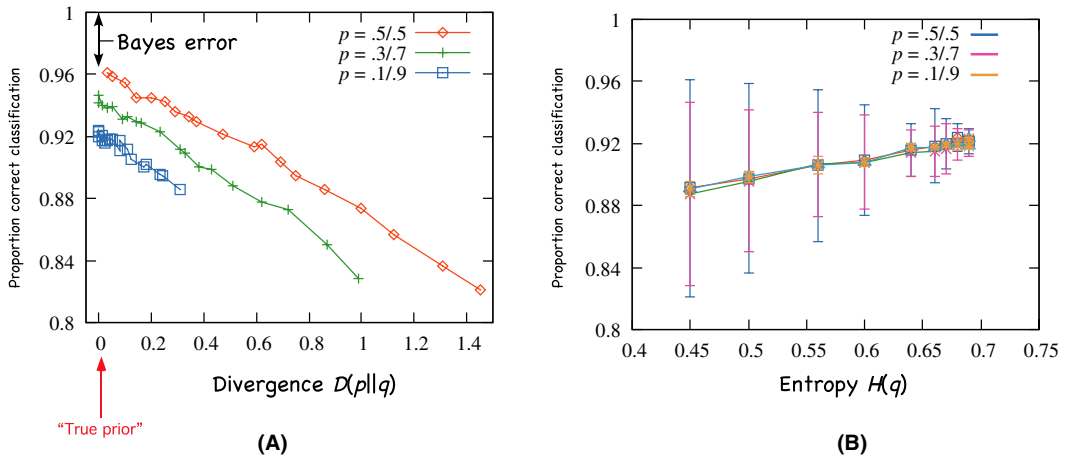 1
0.96
0.92
0.88
0.84
0.8
Proportion correct classification
Bayes error
p = .5/.5
p = .3/.7
p = .1/.9
0
0.2
0.4
0.6
0.8
1
1.2
1.4
Divergence D(p||q)
"True prior"
(A)
1
0.96
0.92
0.88
0.84
0.8
Proportion correct classification
p = .5/.5
p = .3/.7
p = .1/.9
0.4
0.45
0.5
0.55
0.6
0.65
0.7
0.75
Entropy H(q)
(B)